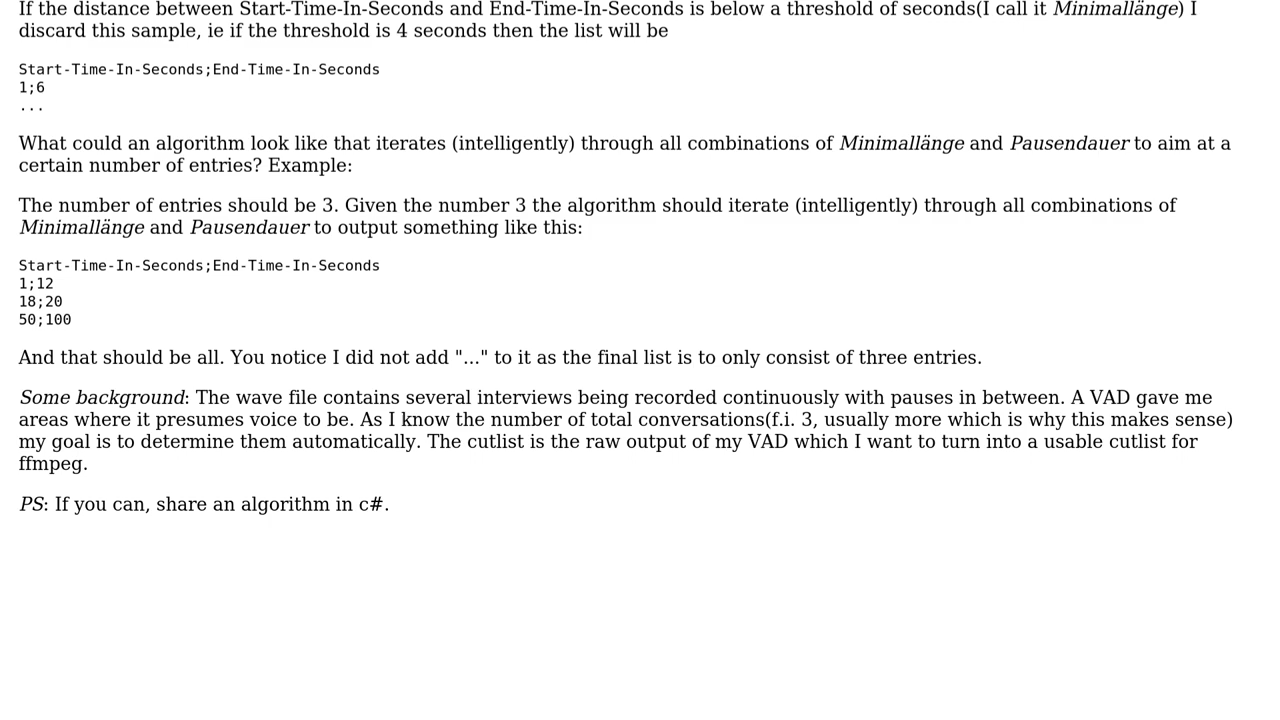 If the distance between Start-Time-In-Seconds and End-Time-In-Seconds is below a threshold of seconds(I call it Minimallänge) I
discard this sample, ie if the threshold is 4 seconds then the list will be
Start-Time-In-Seconds;End-Time-In-Seconds
1;6
...
What could an algorithm look like that iterates (intelligently) through all combinations of Minimallänge and Pausendauer to aim at a
certain number of entries? Example:
The number of entries should be 3. Given the number 3 the algorithm should iterate (intelligently) through all combinations of
Minimallänge and Pausendauer to output something like this:
Start-Time-In-Seconds;End-Time-In-Seconds
1;12
18;20
50;100
And that should be all. You notice I did not add "..." to it as the final list is to only consist of three entries.
Some background: The wave file contains several interviews being recorded continuously with pauses in between. A VAD gave me
areas where it presumes voice to be. As I know the number of total conversations(f.i. 3, usually more which is why this makes sense)
my goal is to determine them automatically. The cutlist is the raw output of my VAD which I want to turn into a usable cutlist for
ffmpeg.
PS: If you can, share an algorithm in c#.